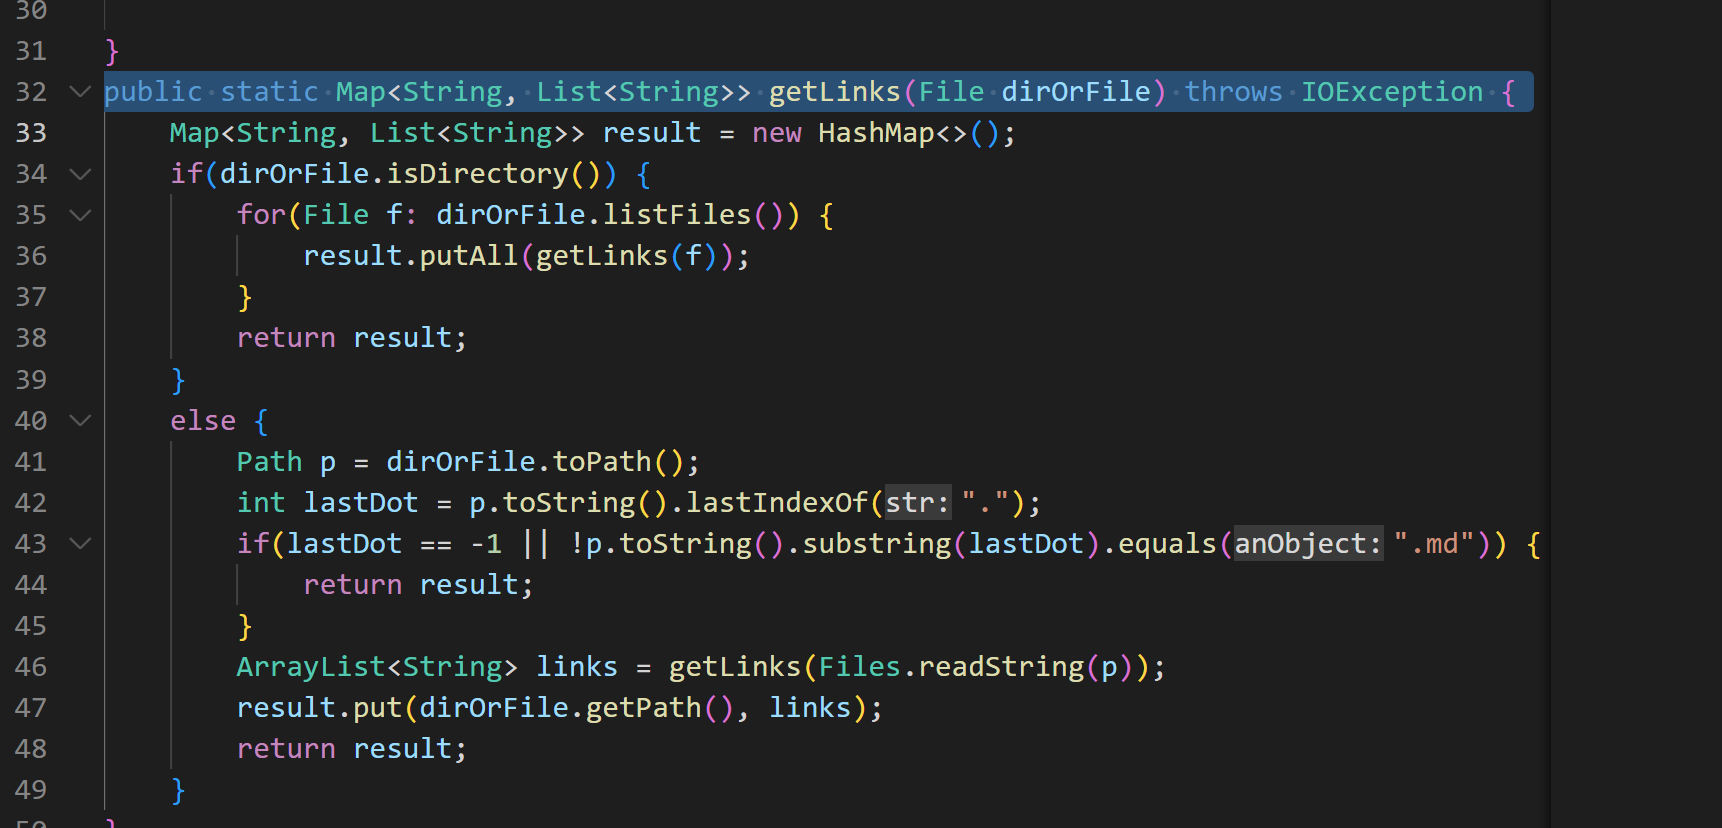 30
31 }
32 public static Map<String, List<String>> getLinks(File dirOrFile) throws IOException {
33     Map<String, List<String>> result = new HashMap<>();
34     if(dirOrFile.isDirectory()) {
35         for(File f: dirOrFile.listFiles()) {
36             result.putAll(getLinks(f));
37         }
38         return result;
39     }
40     else {
41         Path p = dirOrFile.toPath();
42         int lastDot = p.toString().lastIndexOf(str: ".");
43         if(lastDot == -1 || !p.toString().substring(lastDot).equals(anObject: ".md")) {
44             return result;
45         }
46         ArrayList<String> links = getLinks(Files.readString(p));
47         result.put(dirOrFile.getPath(), links);
48         return result;
49     }
50 }